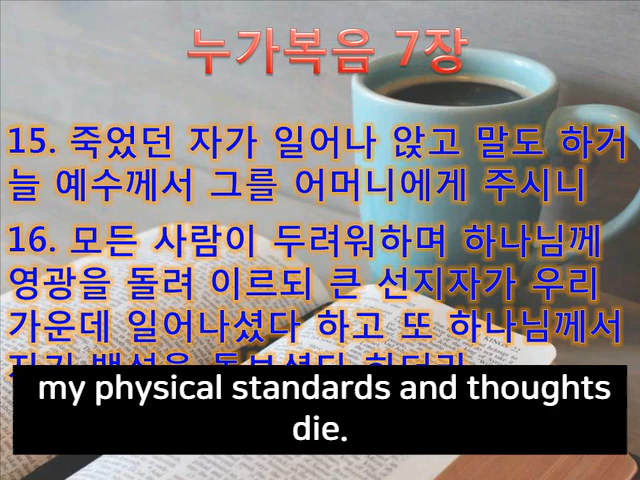 누가복음 7장
15. 죽었던 자가 일어나 앉고 말도 하거
늘 예수께서 그를 어머니에게 주시니
16. 모든 사람이 두려워하며 하나님께
영광을 돌려 이르되 큰 선지자가 우리
가운데 일어나셨다 하고 또 하나님께서
my physical standards and thoughts
die.